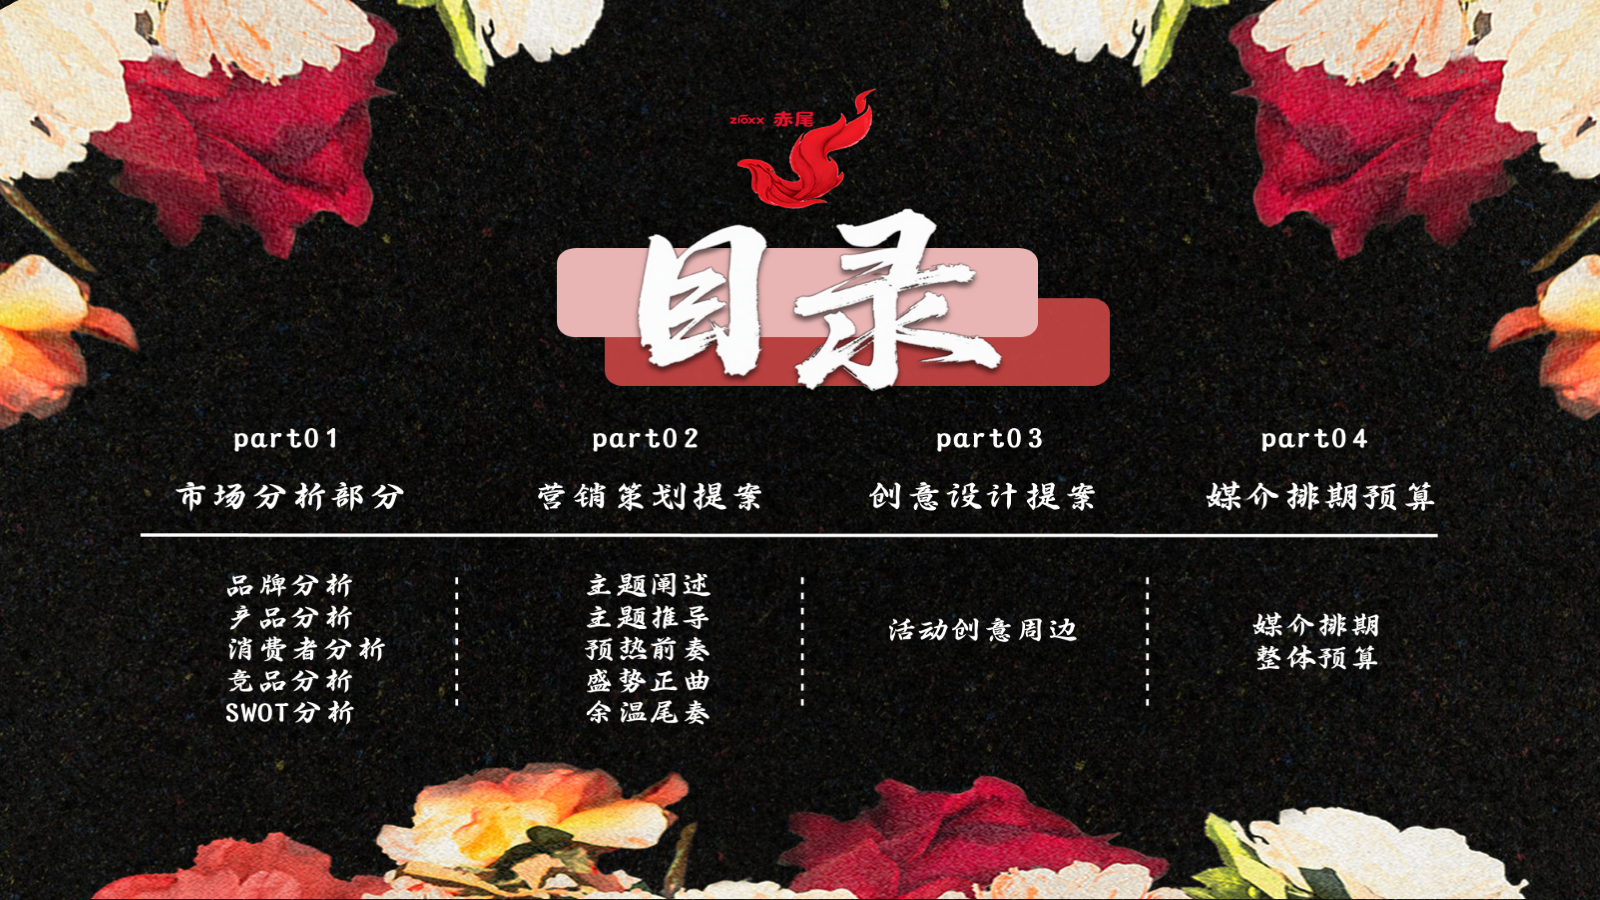 zioxx 赤尾
目录
part01
市场分析部分
品牌分析
产品分析
消费者分析
竞品分析
SWOT分析
part02
营销策划提案
主题阐述
主题推导
预热前奏
盛势正曲
余温尾奏
part03
创意设计提案
活动创意周边
part04
媒介排期预算
媒介排期
整体预算